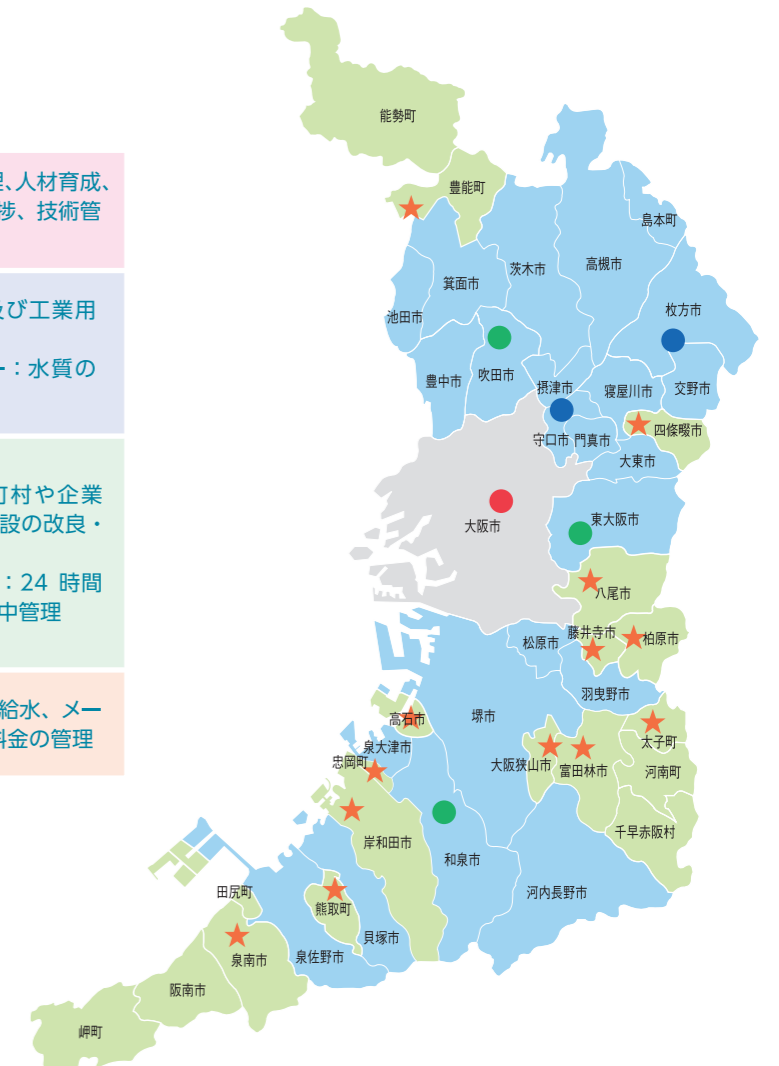 理、人材育成、
捗、技術管
及び工業用
ー：水質の
町村や企業
設の改良・
：24 時間
中管理
給水、メー
料金の管理
能勢町
豊能町
島本町
高槻市
茨木市
箕面市
枚方市
池田市
吹田市
豊中市
摂津市
寝屋川市
交野市
四條畷市
守口市
門真市
大東市
大阪市
東大阪市
八尾市
藤井寺市
柏原市
松原市
羽曳野市
高石市
堺市
太子町
泉大津市
忠岡町
大阪狭山市
富田林市
河南町
千早赤阪村
岸和田市
和泉市
田尻町
河内長野市
熊取町
貝塚市
泉南市
泉佐野市
阪南市
岬町